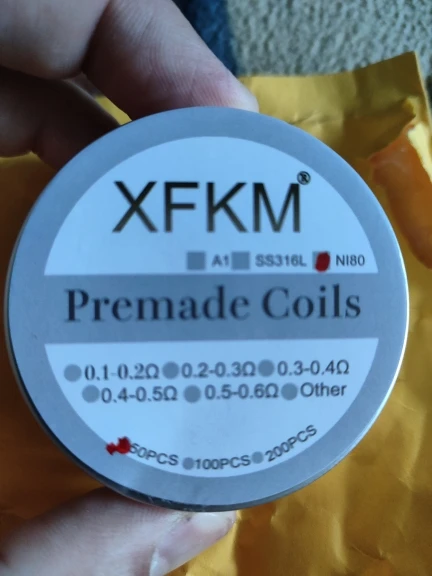 XFKM®
A1 SS316L NI80
Premade Coils
0.1-0.2Ω 0.2-0.3Ω 0.3-0.4Ω
0.4-0.5Ω 0.5-0.6Ω Other
50PCS 100PCS 200PCS